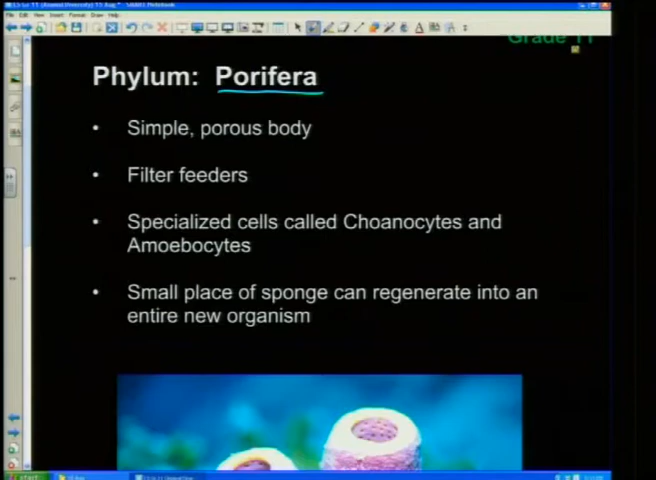 Grade 11
Phylum: Porifera
• Simple, porous body
• Filter feeders
• Specialized cells called Choanocytes and
Amoebocytes
• Small place of sponge can regenerate into an
entire new organism